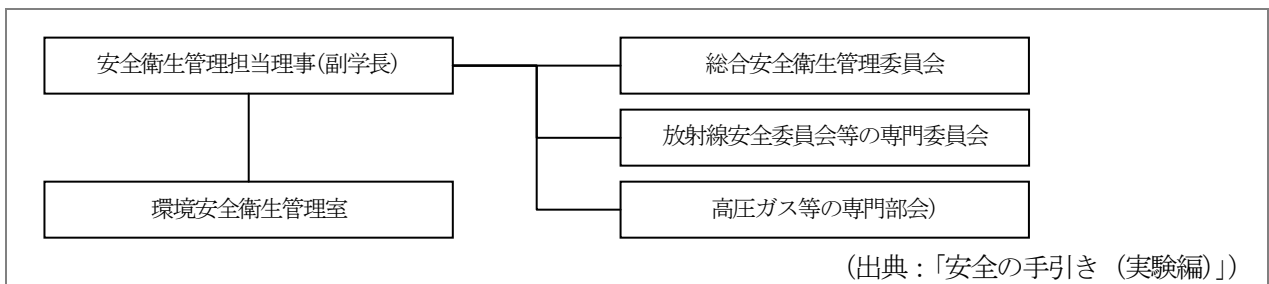 安全衛生管理担当理事(副学長)
総合安全衛生管理委員会
放射線安全委員会等の専門委員会
環境安全衛生管理室
高圧ガス等の専門部会)
(出典:「安全の手引き (実験編)」)